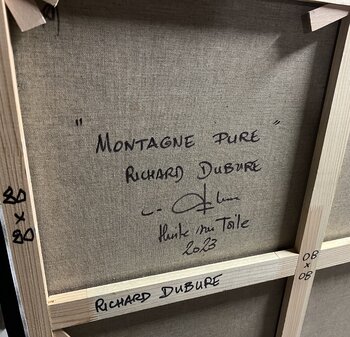 " MONTAGNE PURE "
RICHARD DUBURE
Huile sur Toile
2023
RICHARD DUBURE
80 x 80
80 x 80